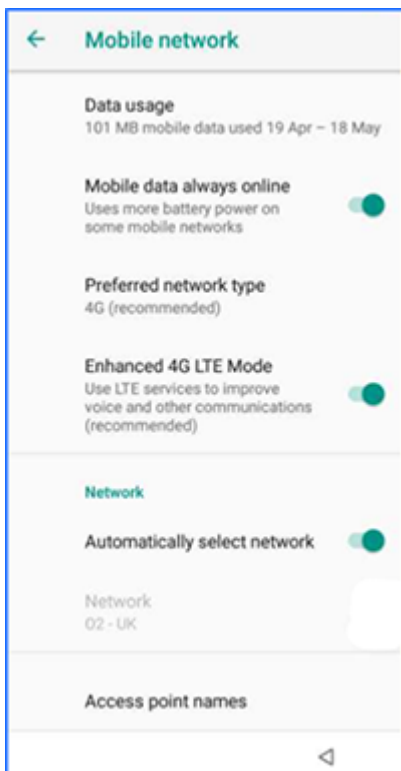 Mobile network
Data usage
101 MB mobile data used 19 Apr – 18 May
Mobile data always online
Uses more battery power on
some mobile networks
Preferred network type
4G (recommended)
Enhanced 4G LTE Mode
Use LTE services to improve
voice and other communications
(recommended)
Network
Automatically select network
Network
O2 - UK
Access point names